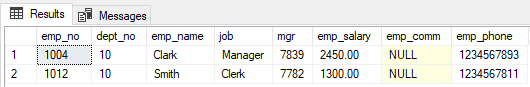 Results Messages
emp_no dept_no emp_name job mgr emp_salary emp_comm emp_phone
1 1004 10 Clark Manager 7839 2450.00 NULL 1234567893
2 1012 10 Smith Clerk 7782 1300.00 NULL 1234567811